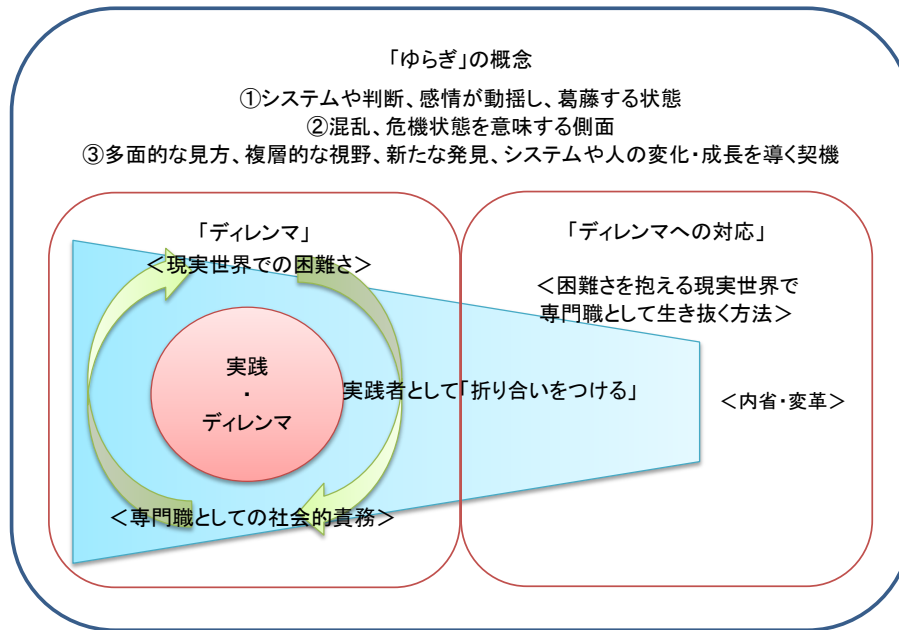 「ゆらぎ」の概念
①システムや判断、感情が動揺し、葛藤する状態
②混乱、危機状態を意味する側面
③多面的な見方、複層的な視野、新たな発見、システムや人の変化・成長を導く契機
「ディレンマ」
＜現実世界での困難さ＞
実践
・
ディレンマ
実践者として「折り合いをつける」
＜専門職としての社会的責務＞
「ディレンマへの対応」
＜困難さを抱える現実世界で
専門職として生き抜く方法＞
＜内省・変革＞